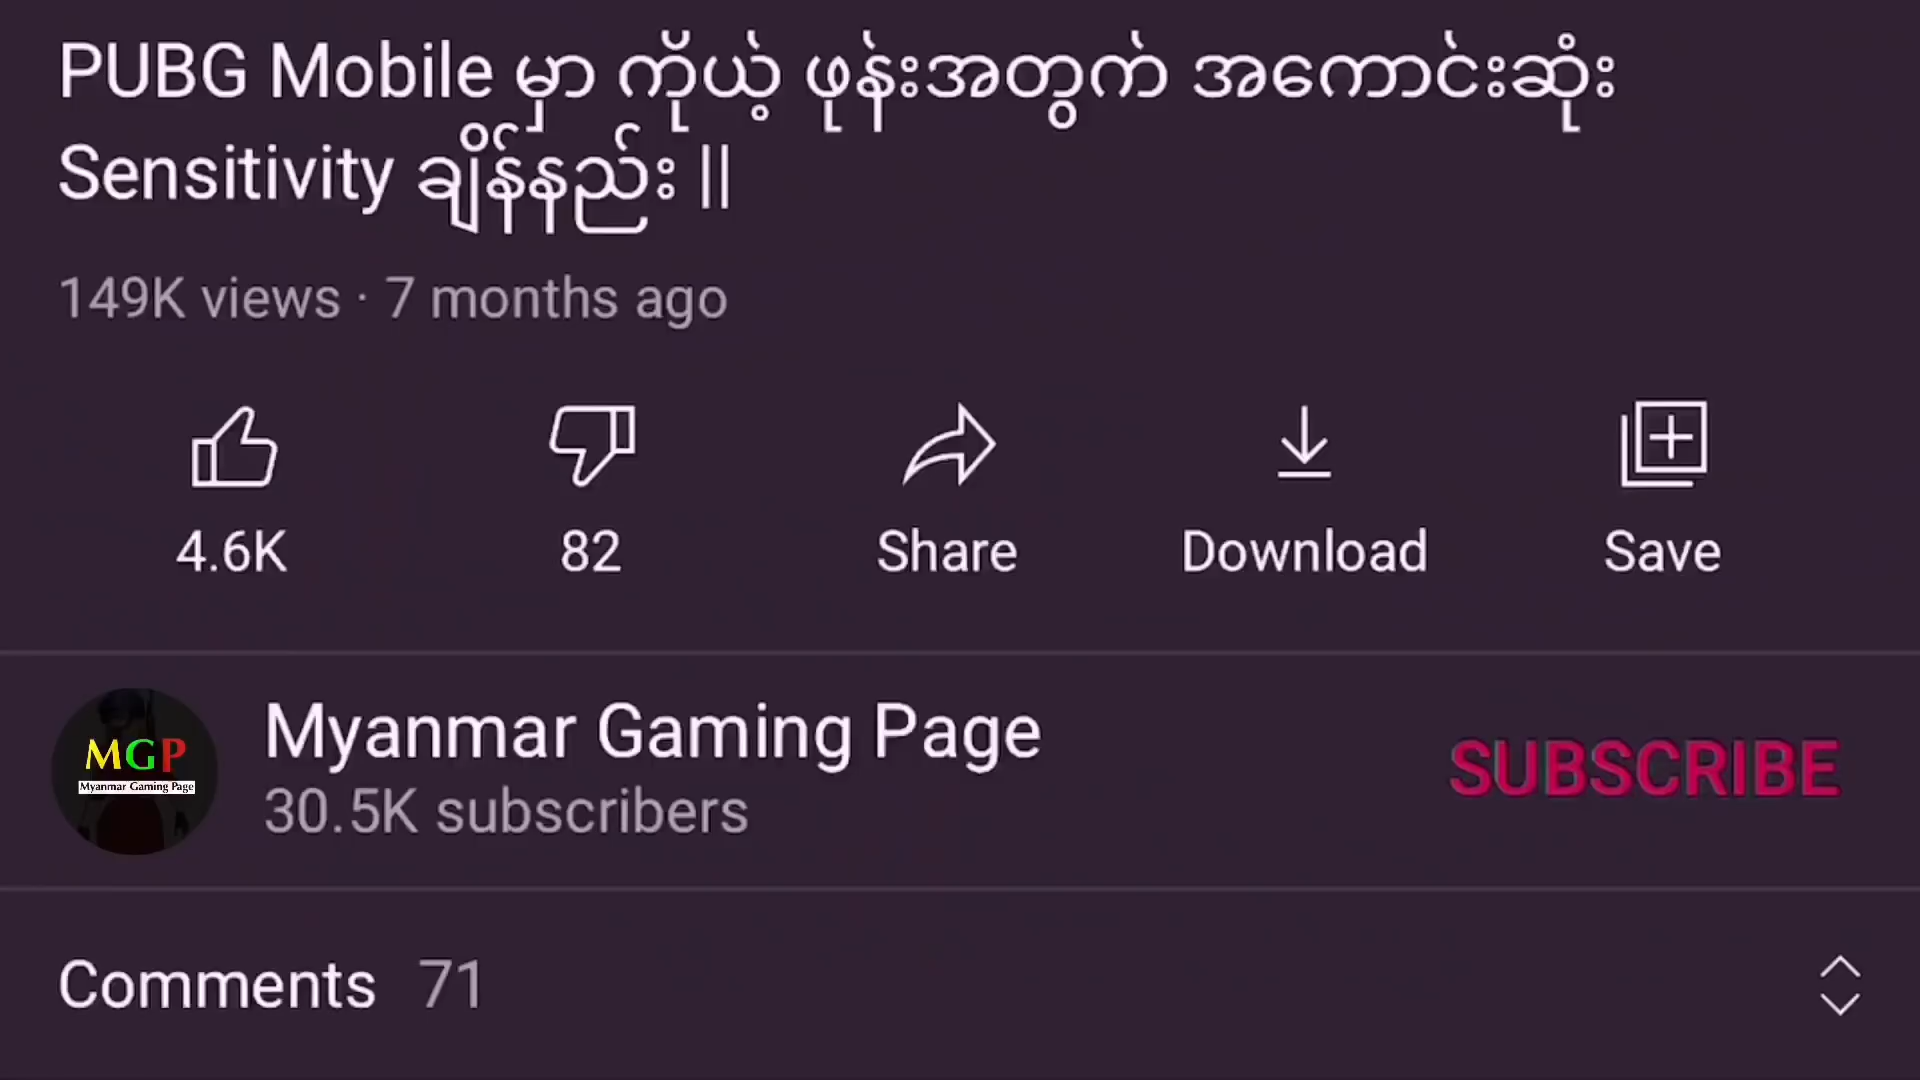 PUBG Mobile မှာ ကိုယ့် ဖုန်းအတွက် အကောင်းဆုံး
Sensitivity ချိန်နည်း ||
149K views · 7 months ago
4.6K 82 Share Download Save
MGP
Myanmar Gaming Page
Myanmar Gaming Page
30.5K subscribers
SUBSCRIBE
Comments 71